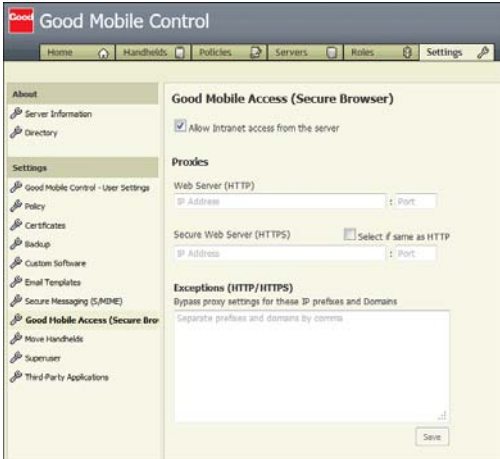 Good Good Mobile Control
Home Handhelds Policies Servers Roles Settings
About
Server Information
Directory
Settings
Good Mobile Control - User Settings
Policy
Certificates
Backup
Custom Software
Email Templates
Secure Messaging (S/MIME)
Good Mobile Access (Secure Bro
Move Handhelds
Superuser
Third-Party Applications
Good Mobile Access (Secure Browser)
Allow Intranet access from the server
Proxies
Web Server (HTTP)
IP Address : Port
Secure Web Server (HTTPS) Select if same as HTTP
IP Address : Port
Exceptions (HTTP/HTTPS)
Bypass proxy settings for these IP prefixes and Domains
Separate prefixes and domains by comma
Save